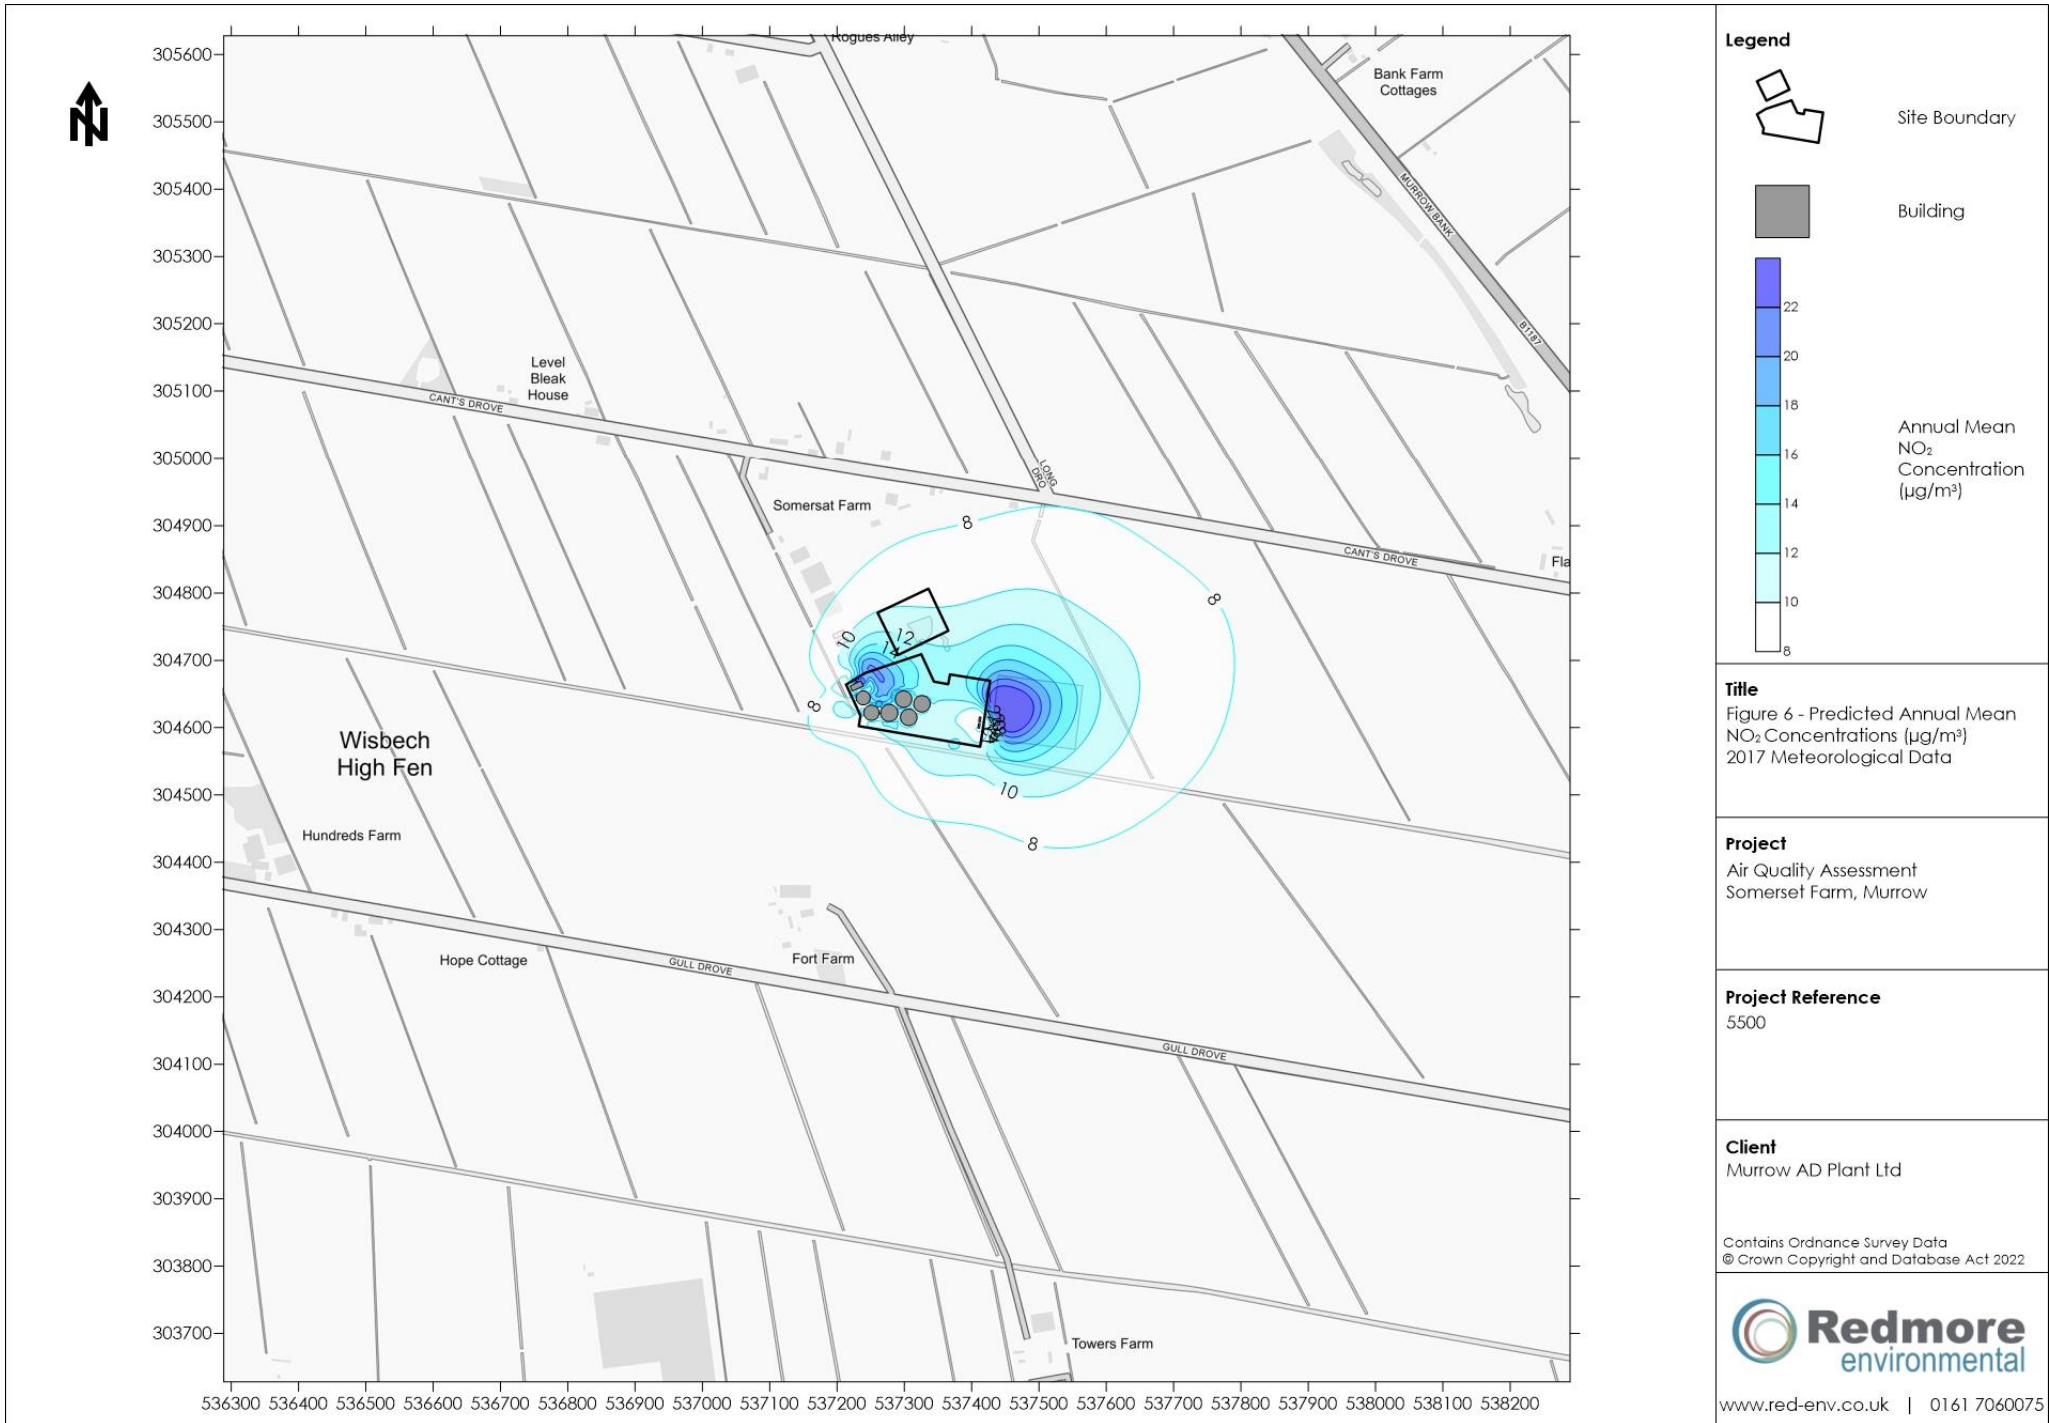 Rogues Alley
Bank Farm
Cottages
MURROW BANK
B1187
Level
Bleak
House
CANT'S DROVE
LONG
DRO
Somersat Farm
CANT'S DROVE
Fla
8
8
8
8
10
12
14
10
Wisbech
High Fen
Hundreds Farm
Hope Cottage
GULL DROVE
Fort Farm
GULL DROVE
Towers Farm
305600
305500
305400
305300
305200
305100
305000
304900
304800
304700
304600
304500
304400
304300
304200
304100
304000
303900
303800
303700
536300 536400 536500 536600 536700 536800 536900 537000 537100 537200 537300 537400 537500 537600 537700 537800 537900 538000 538100 538200
N
Legend
Site Boundary
Building
22
20
18
16
14
12
10
8
Annual Mean
NO₂
Concentration
(µg/m³)
Title
Figure 6 - Predicted Annual Mean
NO₂ Concentrations (µg/m³)
2017 Meteorological Data
Project
Air Quality Assessment
Somerset Farm, Murrow
Project Reference
5500
Client
Murrow AD Plant Ltd
Contains Ordnance Survey Data
© Crown Copyright and Database Act 2022
Redmore
environmental
www.red-env.co.uk | 0161 7060075